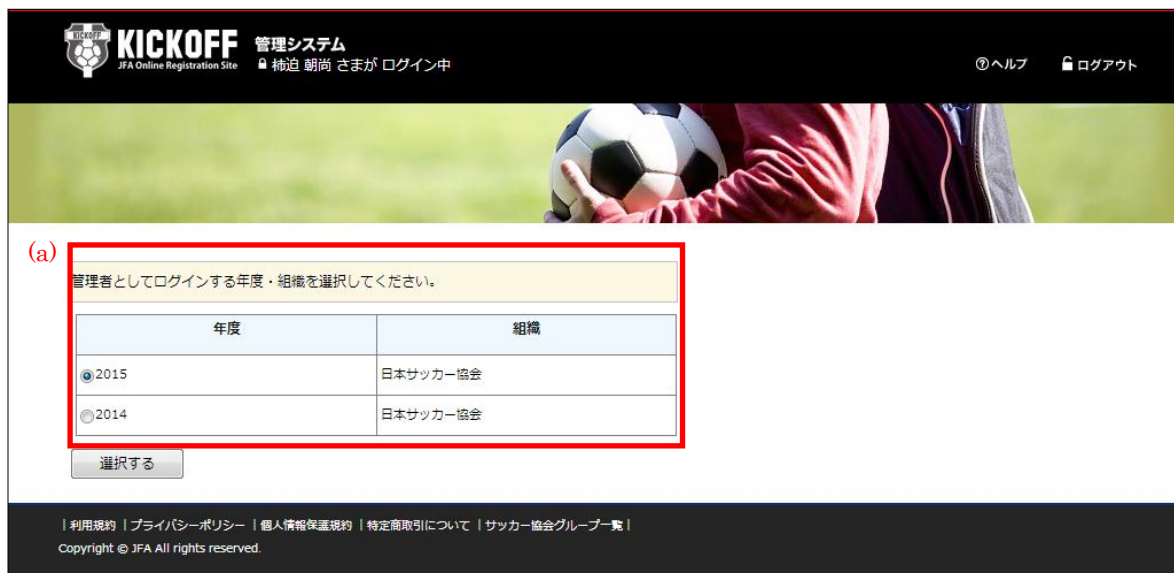 KICKOFF
KICKOFF 管理システム
JFA Online Registration Site 柿迫 朝尚 さまが ログイン中
?ヘルプ ログアウト
(a)
管理者としてログインする年度・組織を選択してください。
年度 組織
2015 日本サッカー協会
2014 日本サッカー協会
選択する
|利用規約 |プライバシーポリシー |個人情報保護規約 |特定商取引について |サッカー協会グループ一覧|
Copyright © JFA All rights reserved.